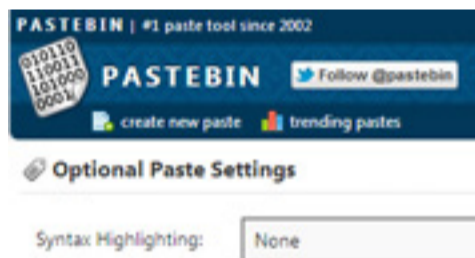 PASTEBIN | #1 paste tool since 2002
010110
110011
101000
0001
PASTEBIN
Follow @pastebin
create new paste
trending pastes
Optional Paste Settings
Syntax Highlighting:
None